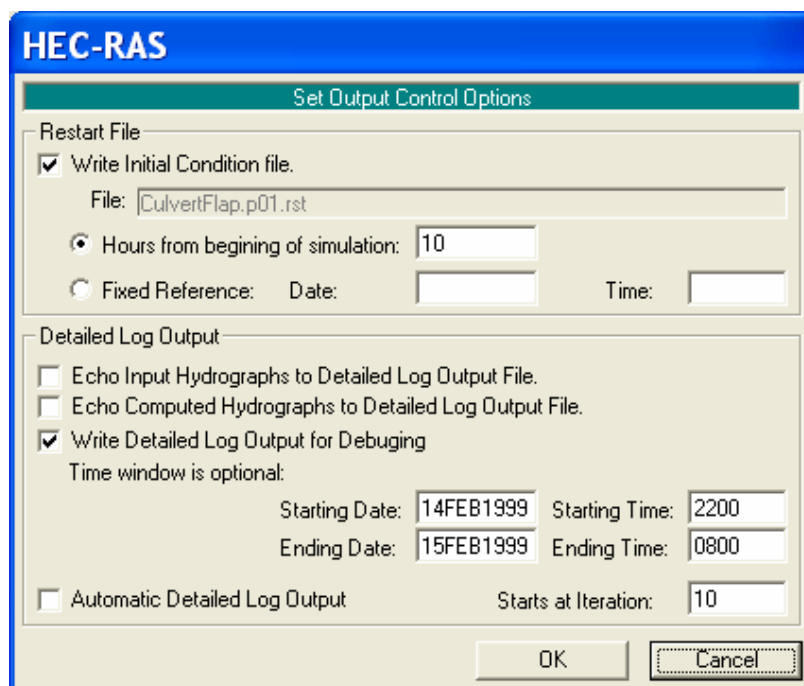 HEC-RAS
Set Output Control Options
Restart File
Write Initial Condition file.
File: CulvertFlap.p01.rst
Hours from begining of simulation: 10
Fixed Reference: Date: Time:
Detailed Log Output
Echo Input Hydrographs to Detailed Log Output File.
Echo Computed Hydrographs to Detailed Log Output File.
Write Detailed Log Output for Debuging
Time window is optional:
Starting Date: 14FEB1999 Starting Time: 2200
Ending Date: 15FEB1999 Ending Time: 0800
Automatic Detailed Log Output Starts at Iteration: 10
OK Cancel